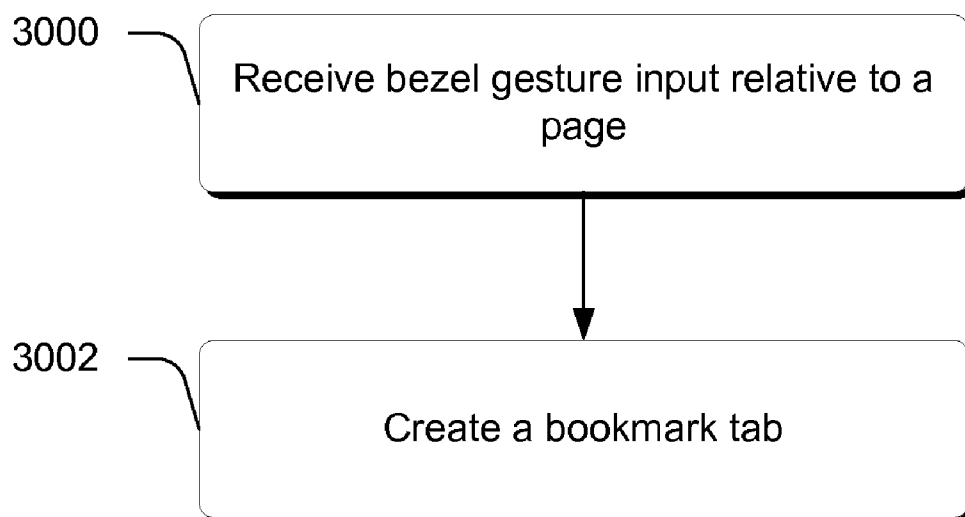 3000
Receive bezel gesture input relative to a
page
3002
Create a bookmark tab